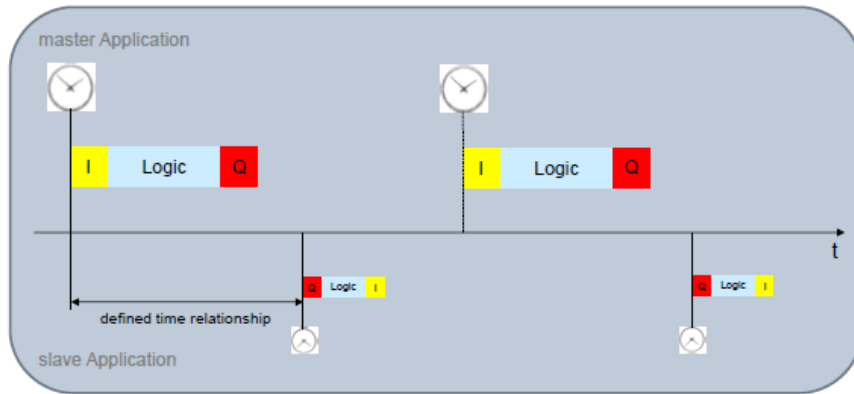 master Application
I Logic Q
I Logic Q
t
Q Logic I
Q Logic I
defined time relationship
slave Application